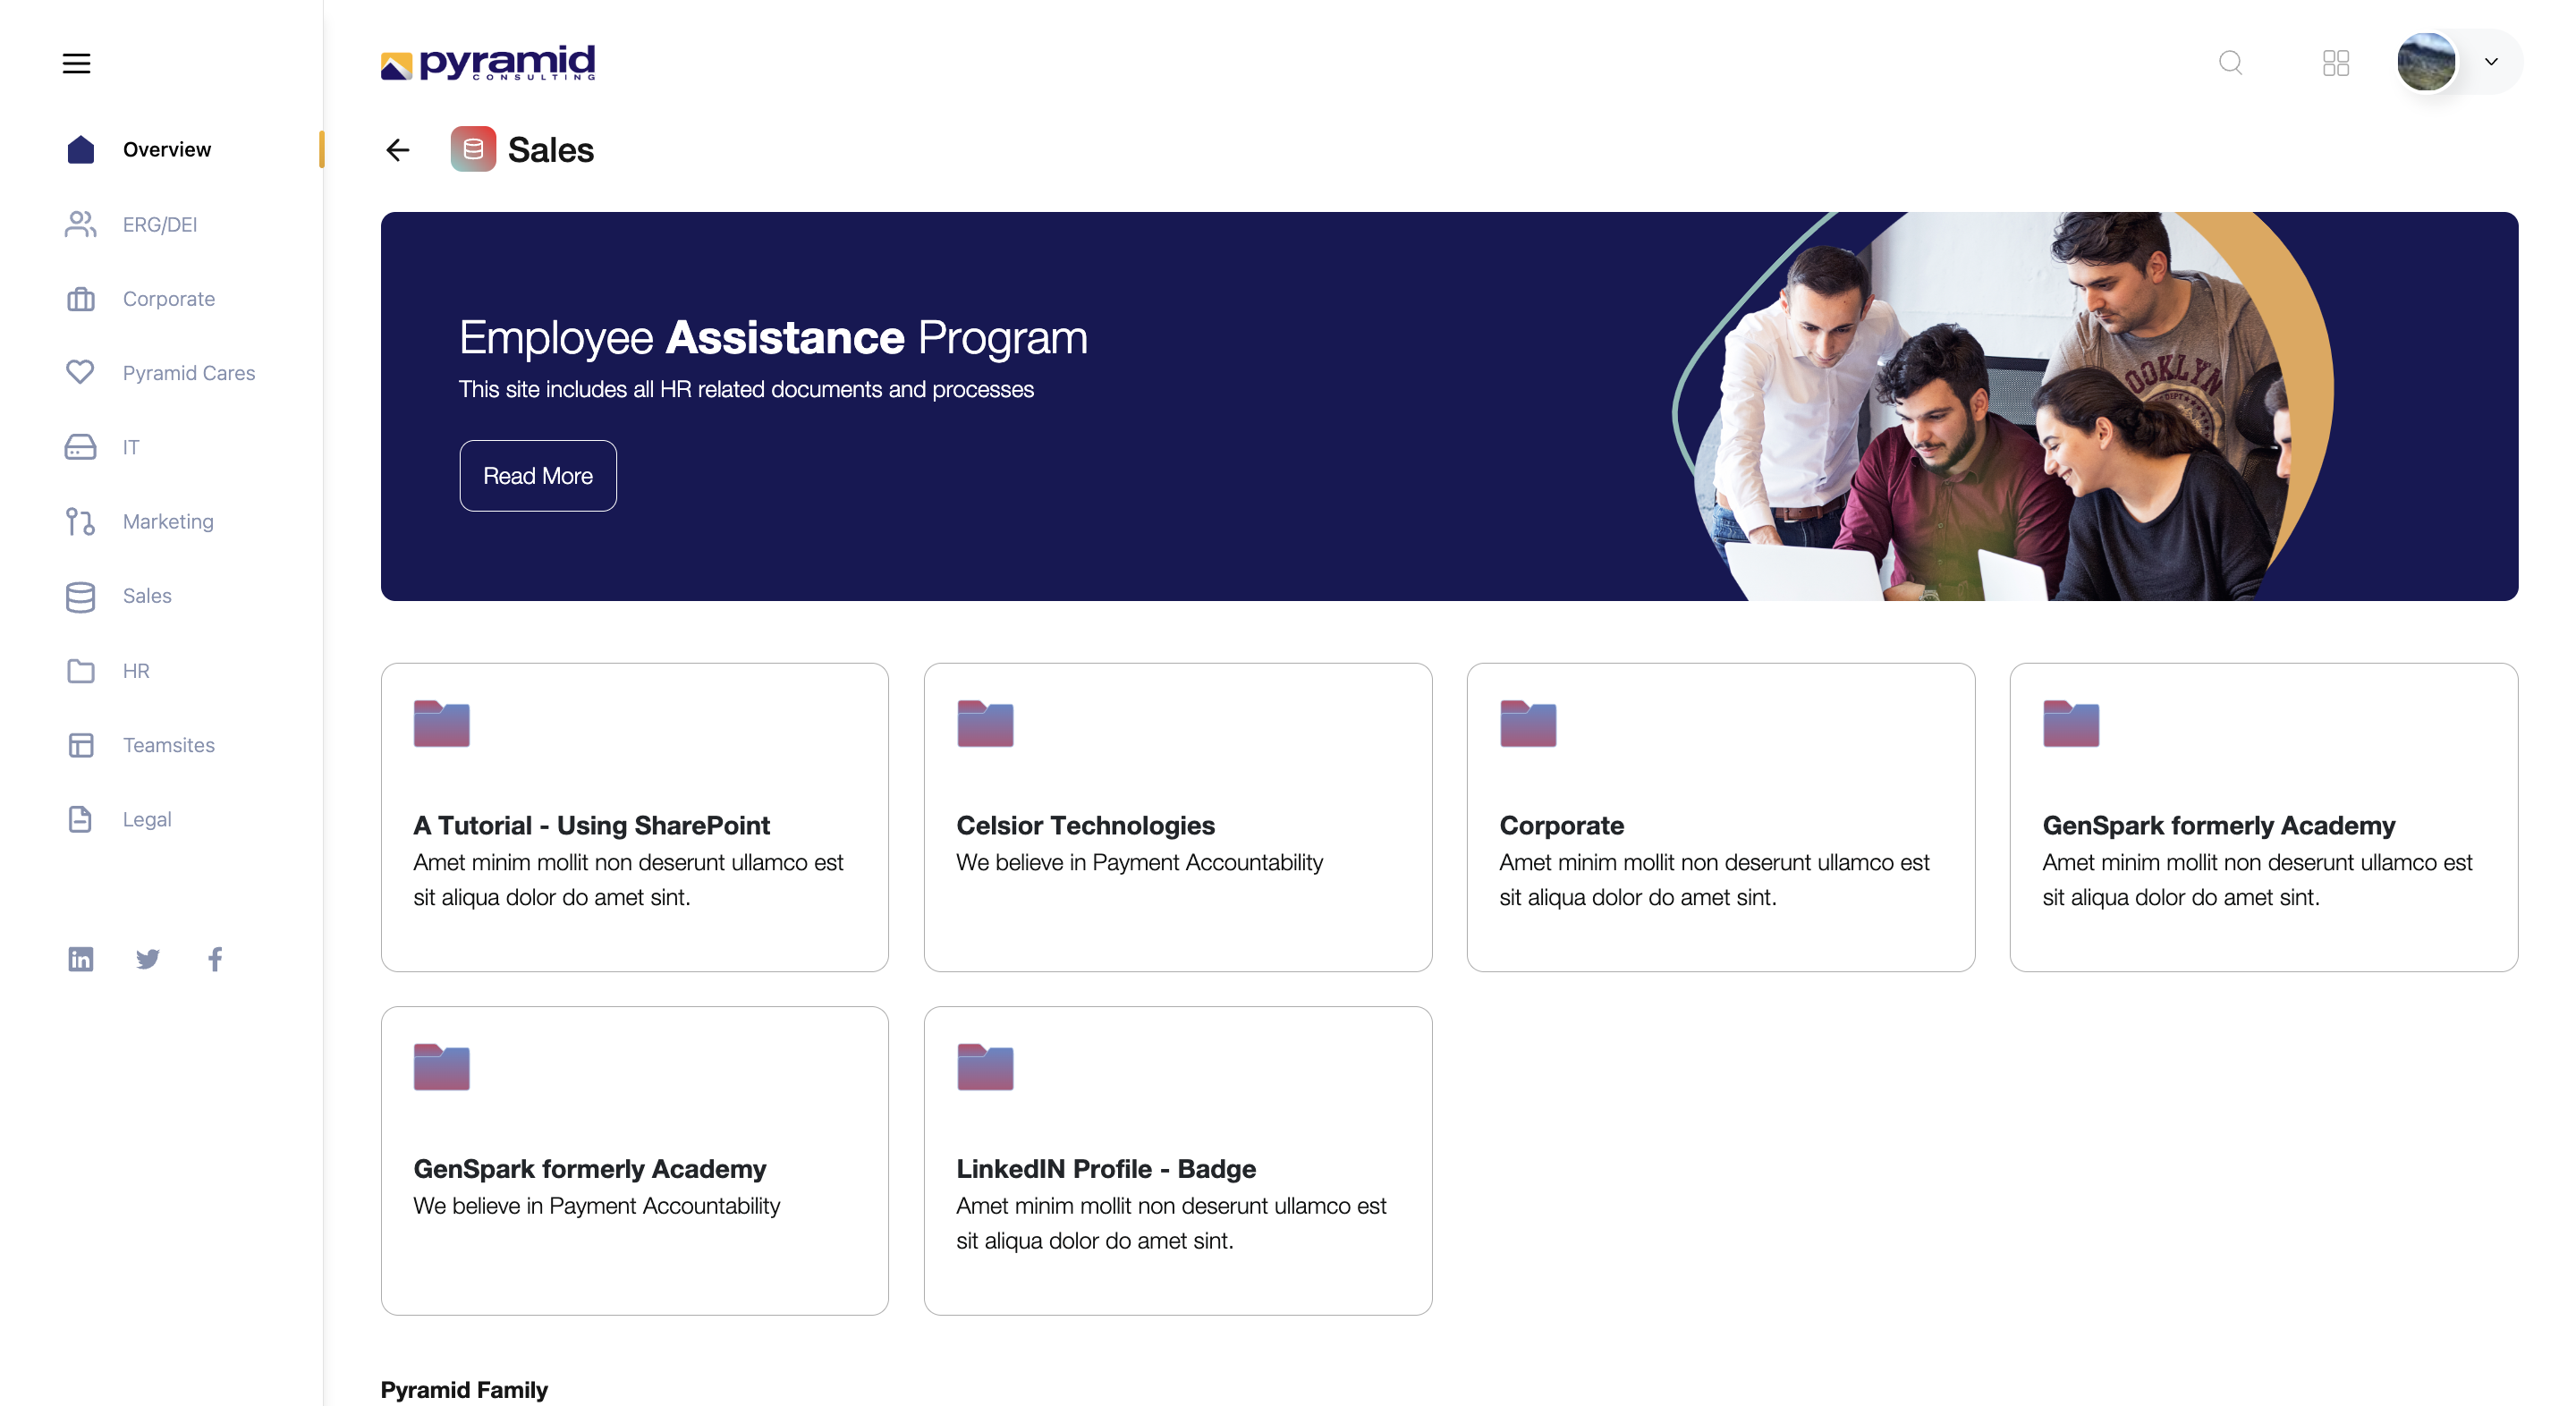 pyramid
CONSULTING
Overview
Sales
ERG/DEI
Corporate
Pyramid Cares
IT
Marketing
Sales
HR
Teamsites
Legal
in
Employee Assistance Program
This site includes all HR related documents and processes
Read More
OOKLYN
DEPT
A Tutorial - Using SharePoint
Amet minim mollit non deserunt ullamco est
sit aliqua dolor do amet sint.
Celsior Technologies
We believe in Payment Accountability
Corporate
Amet minim mollit non deserunt ullamco est
sit aliqua dolor do amet sint.
GenSpark formerly Academy
Amet minim mollit non deserunt ullamco est
sit aliqua dolor do amet sint.
GenSpark formerly Academy
We believe in Payment Accountability
LinkedIN Profile - Badge
Amet minim mollit non deserunt ullamco est
sit aliqua dolor do amet sint.
Pyramid Family